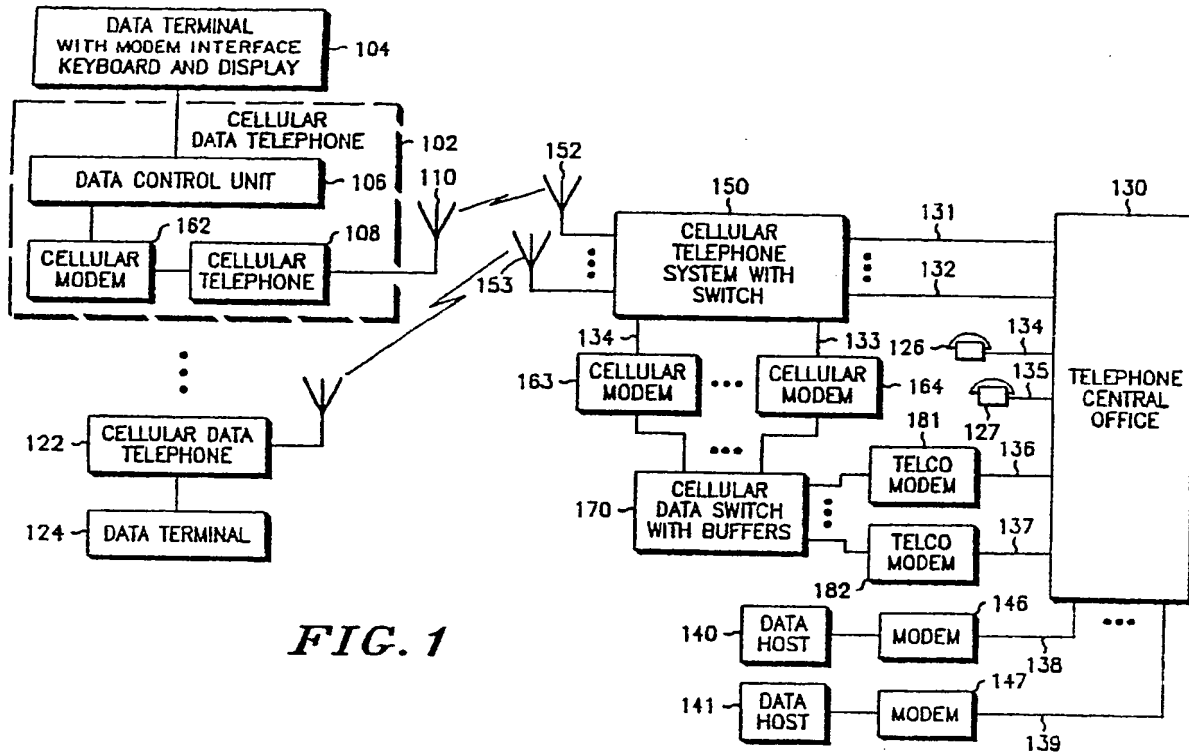 DATA TERMINAL
WITH MODEM INTERFACE
KEYBOARD AND DISPLAY
104
CELLULAR
DATA TELEPHONE
102
DATA CONTROL UNIT
106
110
162
108
CELLULAR
MODEM
CELLULAR
TELEPHONE
152
153
150
CELLULAR
TELEPHONE
SYSTEM WITH
SWITCH
131
132
130
TELEPHONE
CENTRAL
OFFICE
134
133
163
CELLULAR
MODEM
CELLULAR
MODEM
164
126
134
127
135
122
CELLULAR DATA
TELEPHONE
124
DATA TERMINAL
170
CELLULAR
DATA SWITCH
WITH BUFFERS
181
TELCO
MODEM
136
TELCO
MODEM
182
137
140
DATA
HOST
146
MODEM
138
141
DATA
HOST
147
MODEM
139
FIG. 1